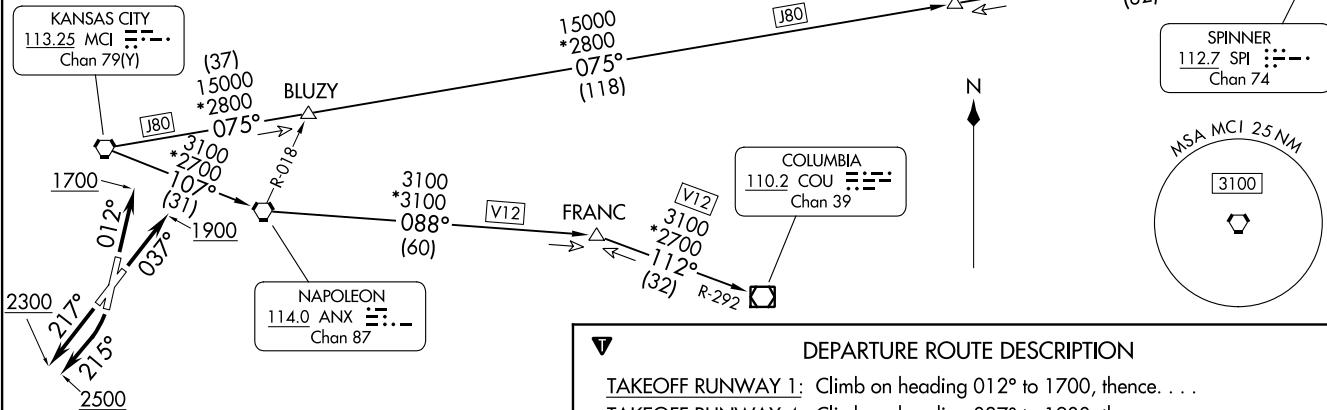 KANSAS CITY
113.25 MCI
Chan 79(Y)
(37)
15000
*2800
075°
J80
BLUZY
15000
*2800
075°
(118)
J80
SPINNER
112.7 SPI
Chan 74
N
MSA MCI 25 NM
3100
3100
*2700
107°
(31)
R-018
1700
012°
037°
1900
3100
*3100
088°
(60)
V12
FRANC
V12
3100
*2700
112°
(32)
R-292
COLUMBIA
110.2 COU
Chan 39
NAPOLEON
114.0 ANX
Chan 87
2300
217°
215°
2500
T
DEPARTURE ROUTE DESCRIPTION
TAKEOFF RUNWAY 1: Climb on heading 012° to 1700, thence. . . .